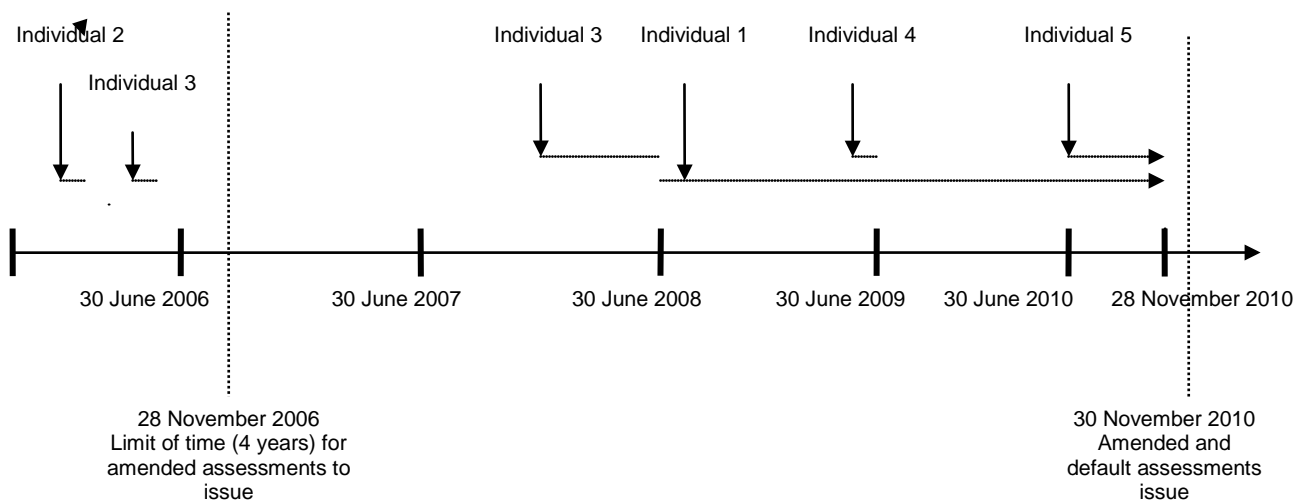 Individual 2
Individual 3
Individual 1
Individual 4
Individual 5
Individual 3
30 June 2006
30 June 2007
30 June 2008
30 June 2009
30 June 2010
28 November 2010
28 November 2006
Limit of time (4 years) for
amended assessments to
issue
30 November 2010
Amended and
default assessments
issue